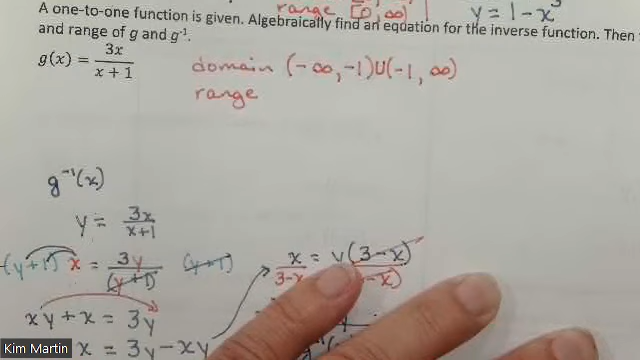 range [0, ∞)
y = 1 - x³
A one-to-one function is given. Algebraically find an equation for the inverse function. Then
and range of g and g⁻¹.
g(x) = 3x / (x + 1)
domain (-∞, -1) U (-1, ∞)
range
g⁻¹(x)
y = 3x / (x+1)
(y+1) x = 3y / (y+1) (y+1)
xy + x = 3y
x = 3y - xy
x = y(3-x)
3-x
-x)
Kim Martin